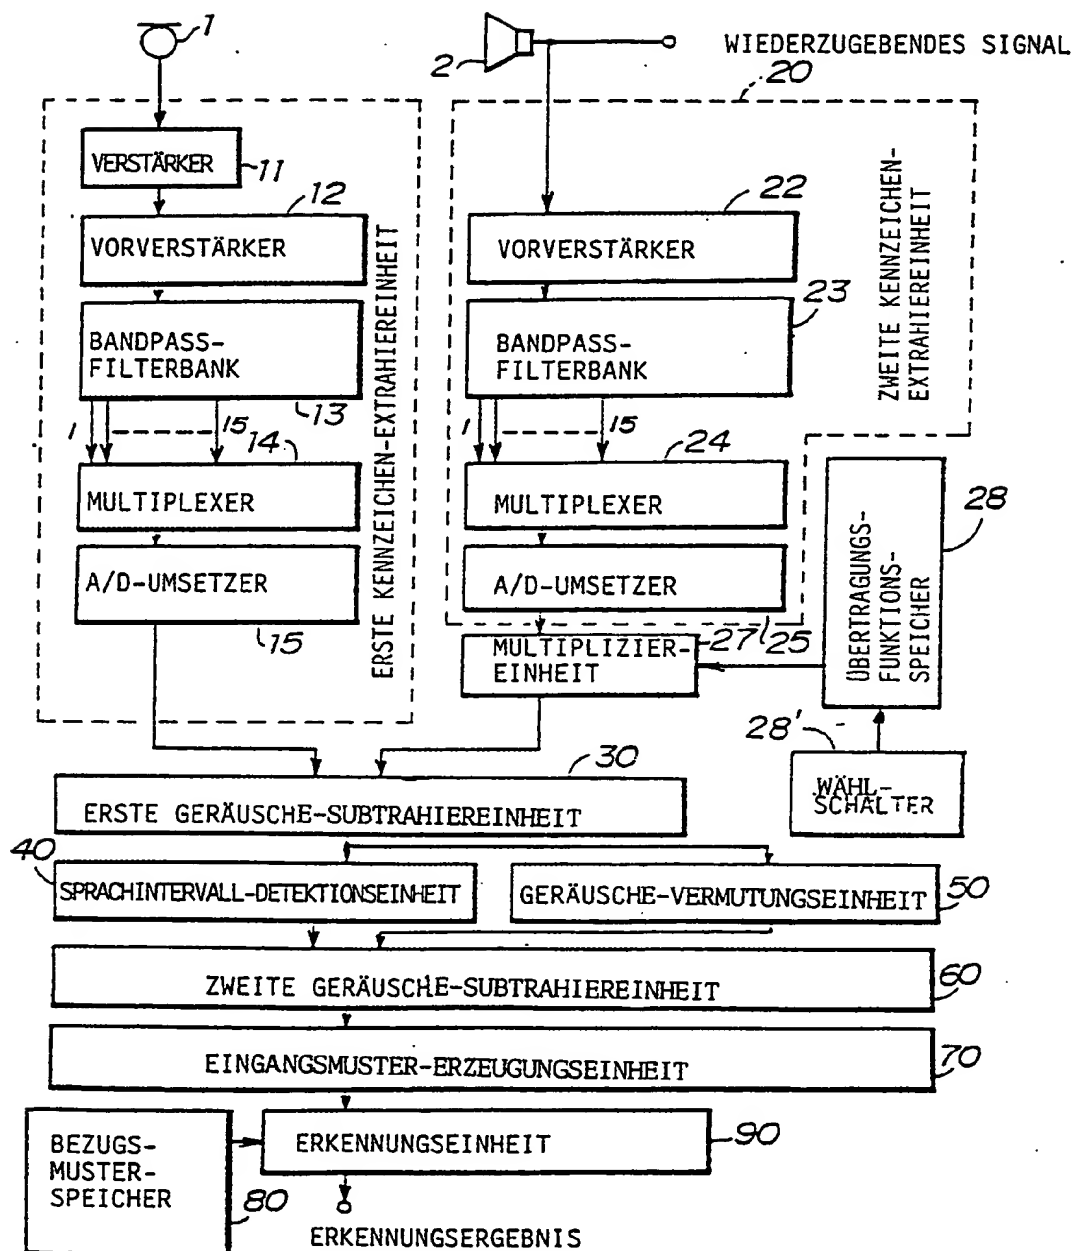 1
2
WIEDERZUGEBENDES SIGNAL
20
VERSTÄRKER
11
12
VORVERSTÄRKER
BANDPASS-
FILTERBANK
13
1
15
14
MULTIPLEXER
A/D-UMSETZER
15
ERSTE KENNZEICHEN-EXTRAHIEREINHEIT
22
VORVERSTÄRKER
23
BANDPASS-
FILTERBANK
1
15
24
MULTIPLEXER
A/D-UMSETZER
25
ZWEITE KENNZEICHEN-
EXTRAHIEREINHEIT
27
MULTIPLIZIER-
EINHEIT
28
ÜBERTRAGUNGS-
FUNKTIONS-
SPEICHER
28'
WÄHL-
SCHALTER
30
ERSTE GERÄUSCHE-SUBTRAHIEREINHEIT
40
SPRACHINTERVALL-DETEKTIONSEINHEIT
GERÄUSCHE-VERMUTUNGSEINHEIT
50
ZWEITE GERÄUSCHE-SUBTRAHIEREINHEIT
60
EINGANGSMUSTER-ERZEUGUNGSEINHEIT
70
BEZUGS-
MUSTER-
SPEICHER
80
ERKENNUNGSEINHEIT
90
ERKENNUNGSERGEBNIS